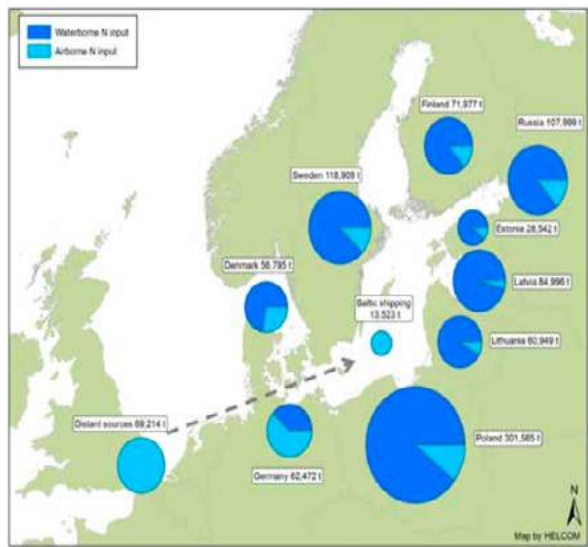 Waterborne N input
Airborne N input
Finland 71,977 t
Russia 107,999 t
Sweden 118,909 t
Estonia 28,542 t
Denmark 56,795 t
Latvia 84,996 t
Baltic shipping
13,523 t
Lithuania 60,949 t
Distant sources 69,214 t
Poland 301,565 t
Germany 62,472 t
N
Map by HELCOM